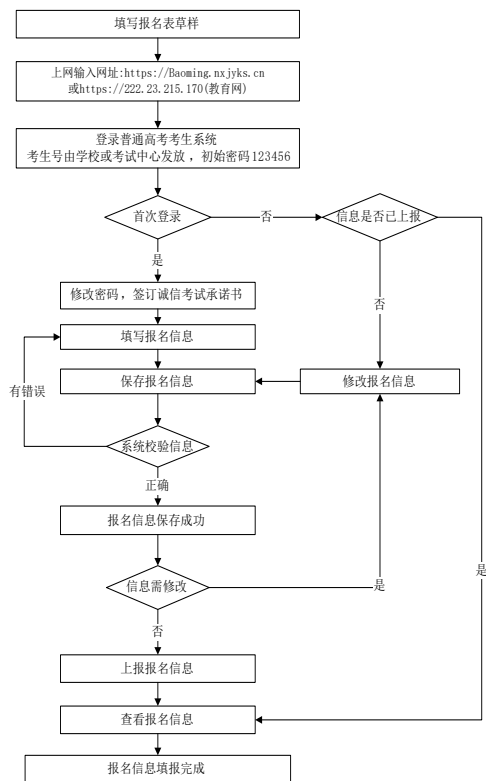 填写报名表草样
上网输入网址:https://Baoming.nxjyks.cn
或https://222.23.215.170(教育网)
登录普通高考考生系统
考生号由学校或考试中心发放，初始密码123456
首次登录
否
信息是否已上报
是
修改密码，签订诚信考试承诺书
否
填写报名信息
有错误
保存报名信息
修改报名信息
系统校验信息
正确
报名信息保存成功
信息需修改
是
是
否
上报报名信息
查看报名信息
报名信息填报完成